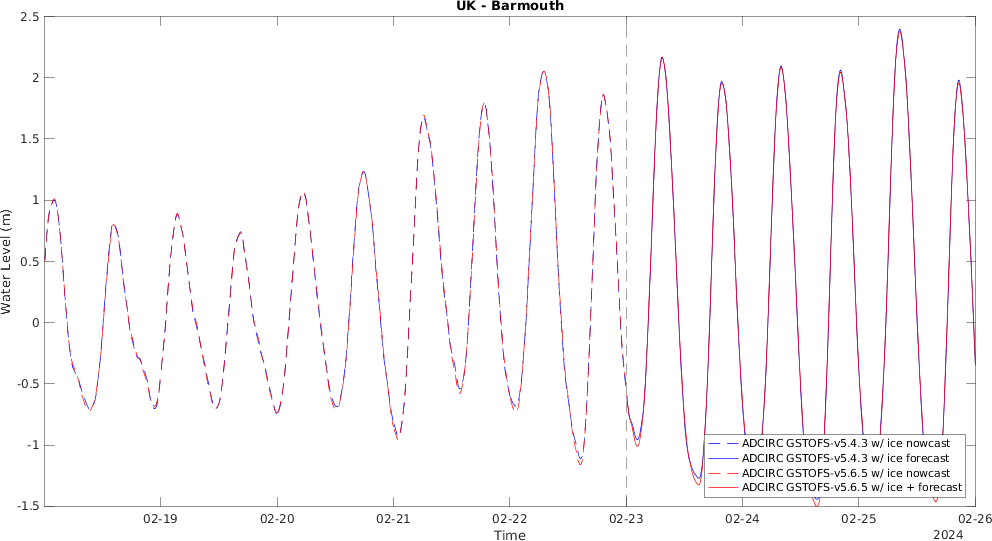 UK - Barmouth
2.5
2
1.5
1
0.5
0
-0.5
-1
-1.5
Water Level (m)
ADCIRC GSTOFS-v5.4.3 w/ ice nowcast
ADCIRC GSTOFS-v5.4.3 w/ ice forecast
ADCIRC GSTOFS-v5.6.5 w/ ice nowcast
ADCIRC GSTOFS-v5.6.5 w/ ice + forecast
02-19
02-20
02-21
02-22
02-23
02-24
02-25
02-26
Time
2024